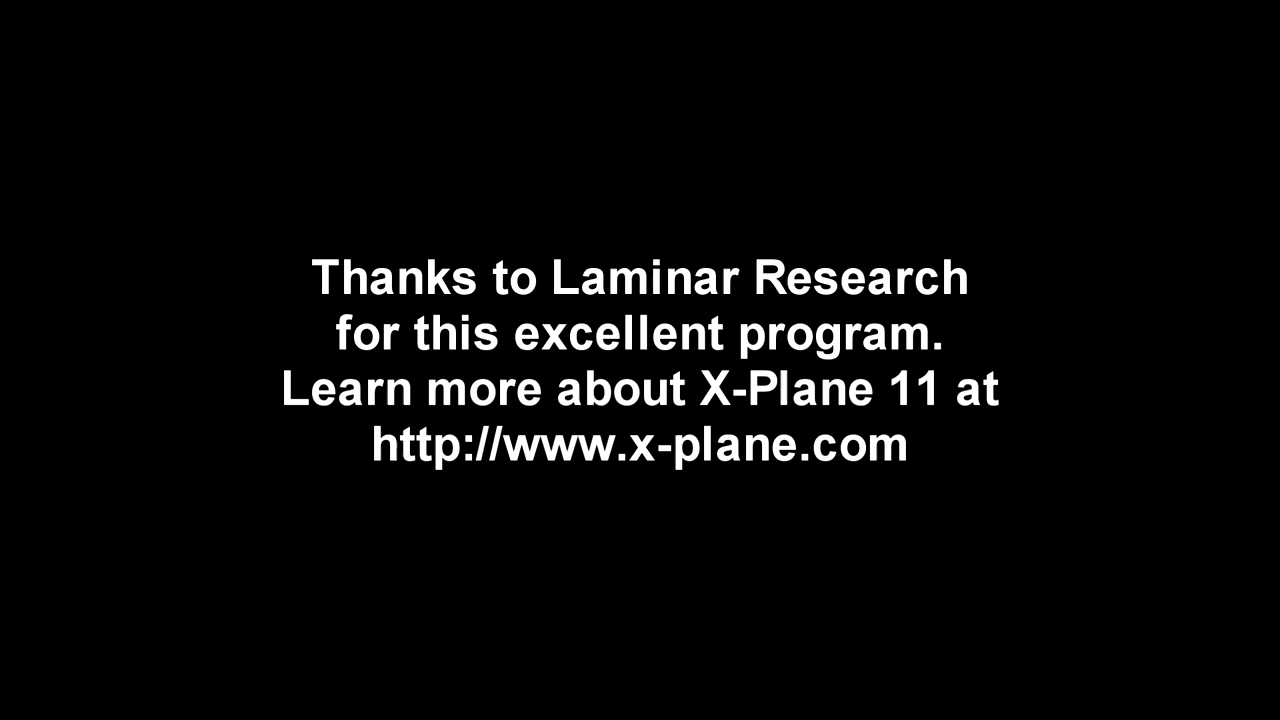 Thanks to Laminar Research
for this excellent program.
Learn more about X-Plane 11 at
http://www.x-plane.com